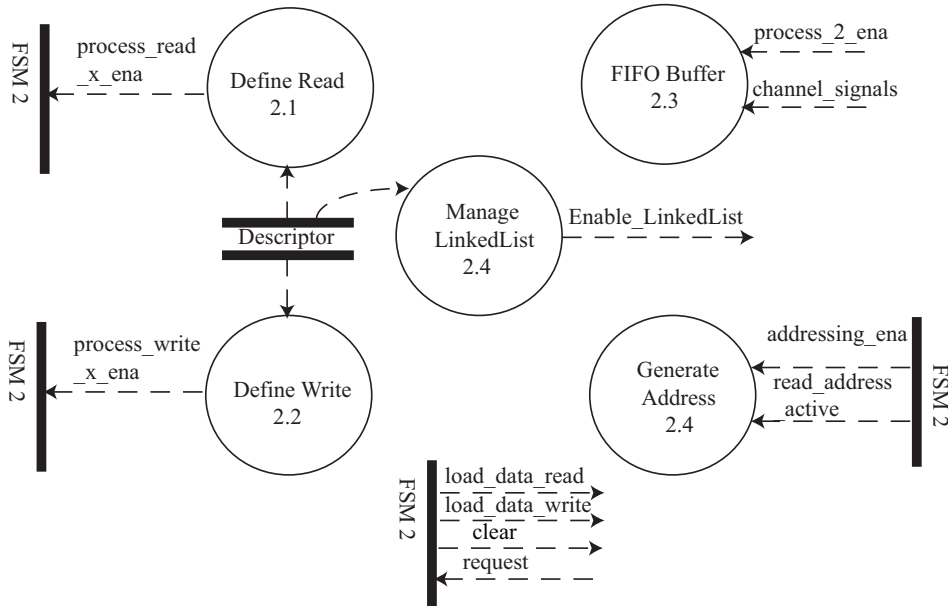 FSM 2
process_read
_x_ena
Define Read
2.1
FIFO Buffer
2.3
process_2_ena
channel_signals
Descriptor
Manage
LinkedList
2.4
Enable_LinkedList
FSM 2
process_write
_x_ena
Define Write
2.2
Generate
Address
2.4
addressing_ena
read_address
_active
FSM 2
FSM 2
load_data_read
load_data_write
clear
request